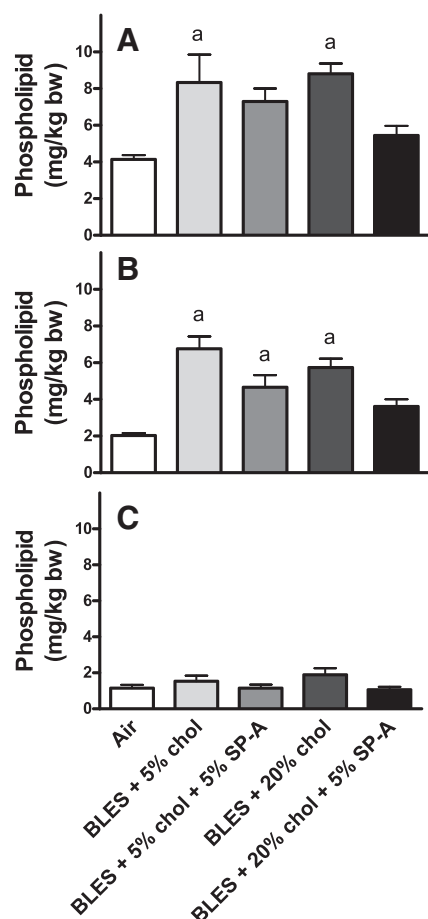 A
Phospholipid
(mg/kg bw)
10
8
6
4
2
0
a
a
B
Phospholipid
(mg/kg bw)
10
8
6
4
2
0
a
a
a
C
Phospholipid
(mg/kg bw)
10
8
6
4
2
0
Air
BLES + 5% chol
BLES + 5% chol + 5% SP-A
BLES + 20% chol
BLES + 20% chol + 5% SP-A